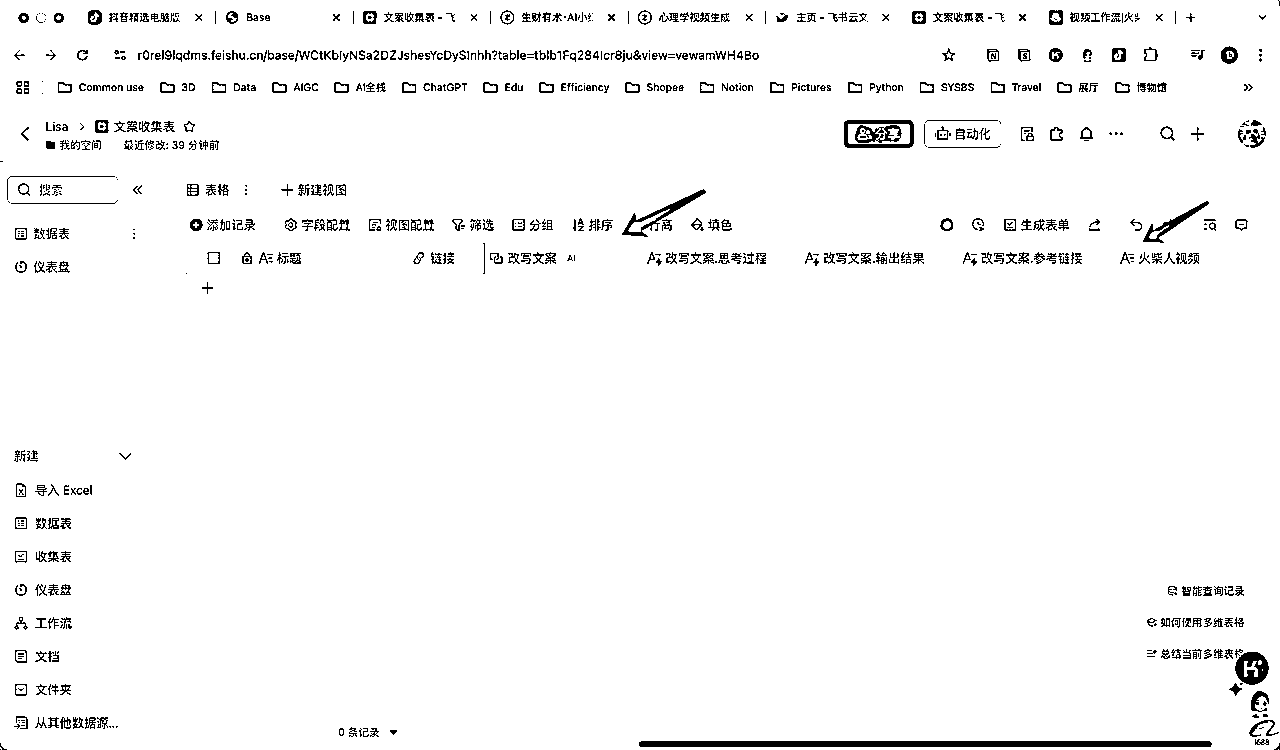 抖音精选电脑版
Base
文案收集表 - 飞
生财有术·AI小
心理学视频生成
主页 - 飞书云文
文案收集表 - 飞
视频工作流|火
r0rel9lqdms.feishu.cn/base/
Common use
3D
Data
AIGC
AI全栈
ChatGPT
Edu
Efficiency
Shopee
Notion
Pictures
Python
SYSBS
Travel
展厅
博物馆
Lisa > 文案收集表
我的空间 最近修改: 39 分钟前
分享
自动化
搜索
表格
新建视图
数据表
仪表盘
添加记录
字段配置
视图配置
筛选
分组
排序
行高
填色
生成表单
标题
链接
改写文案 AI
改写文案.思考过程
改写文案.输出结果
改写文案.参考链接
火柴人视频
新建
导入 Excel
数据表
收集表
仪表盘
工作流
文档
文件夹
从其他数据源...
智能查询记录
如何使用多维表格
总结当前多维表格
0 条记录
1688